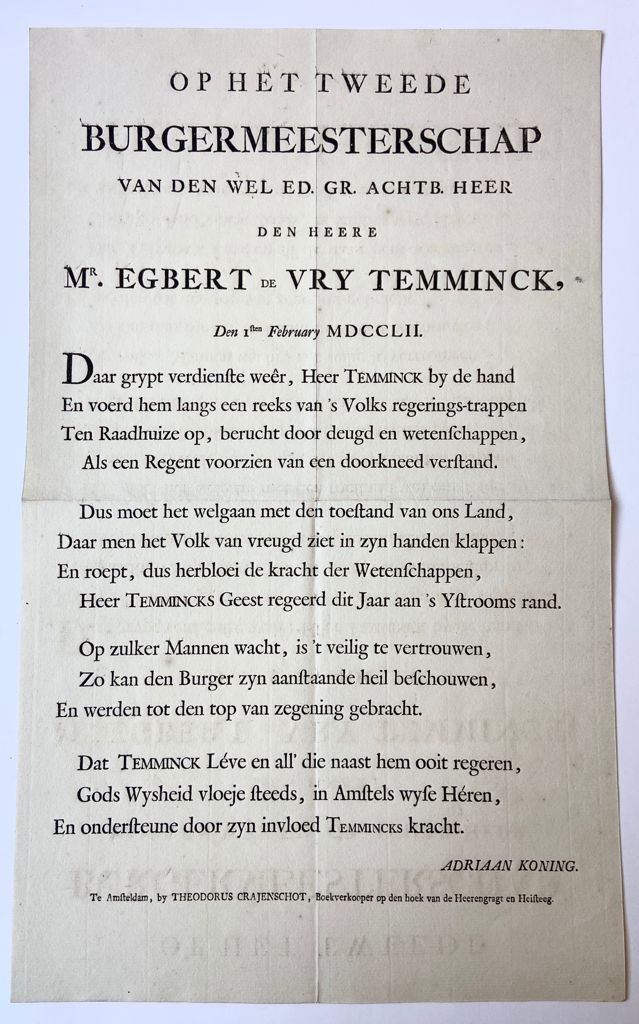 OP HET TWEEDE
BURGERMEESTERSCHAP
VAN DEN WEL ED. GR. ACHTB. HEER
DEN HEERE
Mʀ. EGBERT DE VRY TEMMINCK,
Den 1ſten February MDCCLII.
Daar grypt verdienſte weêr, Heer TEMMINCK by de hand
En voerd hem langs een reeks van 's Volks regerings-trappen
Ten Raadhuize op, berucht door deugd en wetenſchappen,
Als een Regent voorzien van een doorkneed verſtand.
Dus moet het welgaan met den toeſtand van ons Land,
Daar men het Volk van vreugd ziet in zyn handen klappen:
En roept, dus herbloei de kracht der Wetenſchappen,
Heer TEMMINCKS Geest regeerd dit Jaar aan 's Yſtrooms rand.
Op zulker Mannen wacht, is 't veilig te vertrouwen,
Zo kan den Burger zyn aanſtaande heil beſchouwen,
En werden tot den top van zegening gebracht.
Dat TEMMINCK Léve en all' die naast hem ooit regeren,
Gods Wysheid vloeje ſteeds, in Amſtels wyſe Héren,
En onderſteune door zyn invloed TEMMINCKS kracht.
ADRIAAN KONING.
Te Amſteldam, by THEODORUS CRAJENSCHOT, Boekverkooper op den hoek van de Heerengragt en Heiſteeg.